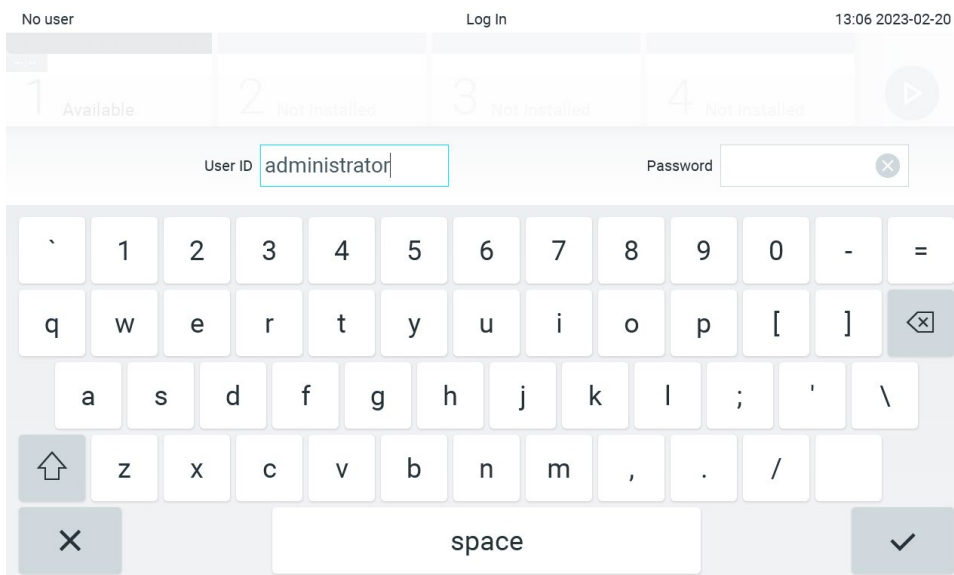 No user Log In 13:06 2023-02-20
1 Available 2 Not Installed 3 Not Installed 4 Not Installed
User ID administrator Password
` 1 2 3 4 5 6 7 8 9 0 - =
q w e r t y u i o p [ ]
a s d f g h j k l ; ' \
z x c v b n m , . /
space